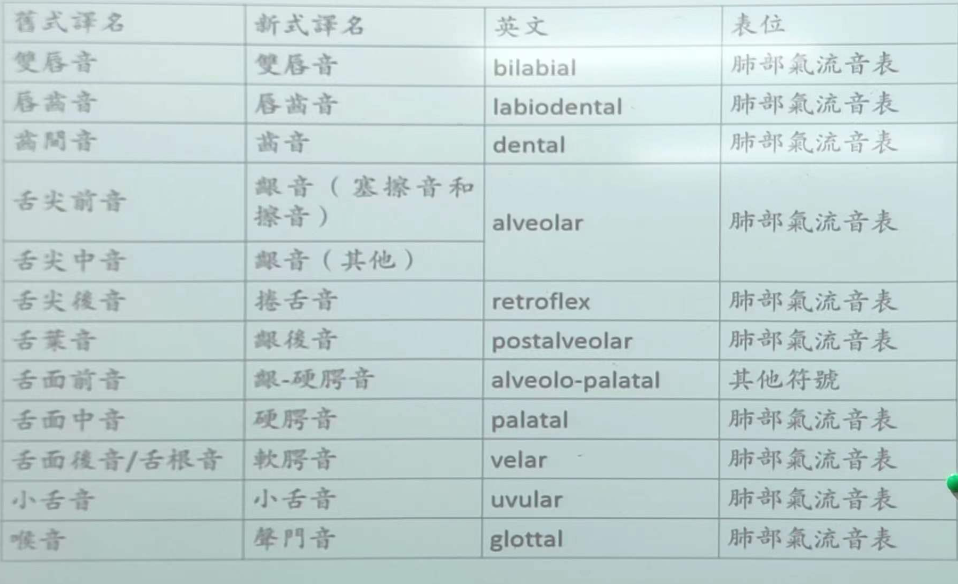 舊式譯名 新式譯名 英文 表位
雙唇音 雙唇音 bilabial 肺部氣流音表
唇齒音 唇齒音 labiodental 肺部氣流音表
齒間音 齒音 dental 肺部氣流音表
舌尖前音 齦音（塞擦音和擦音） alveolar 肺部氣流音表
舌尖中音 齦音（其他）
舌尖後音 捲舌音 retroflex 肺部氣流音表
舌葉音 齦後音 postalveolar 肺部氣流音表
舌面前音 齦-硬腭音 alveolo-palatal 其他符號
舌面中音 硬腭音 palatal 肺部氣流音表
舌面後音/舌根音 軟腭音 velar 肺部氣流音表
小舌音 小舌音 uvular 肺部氣流音表
喉音 聲門音 glottal 肺部氣流音表